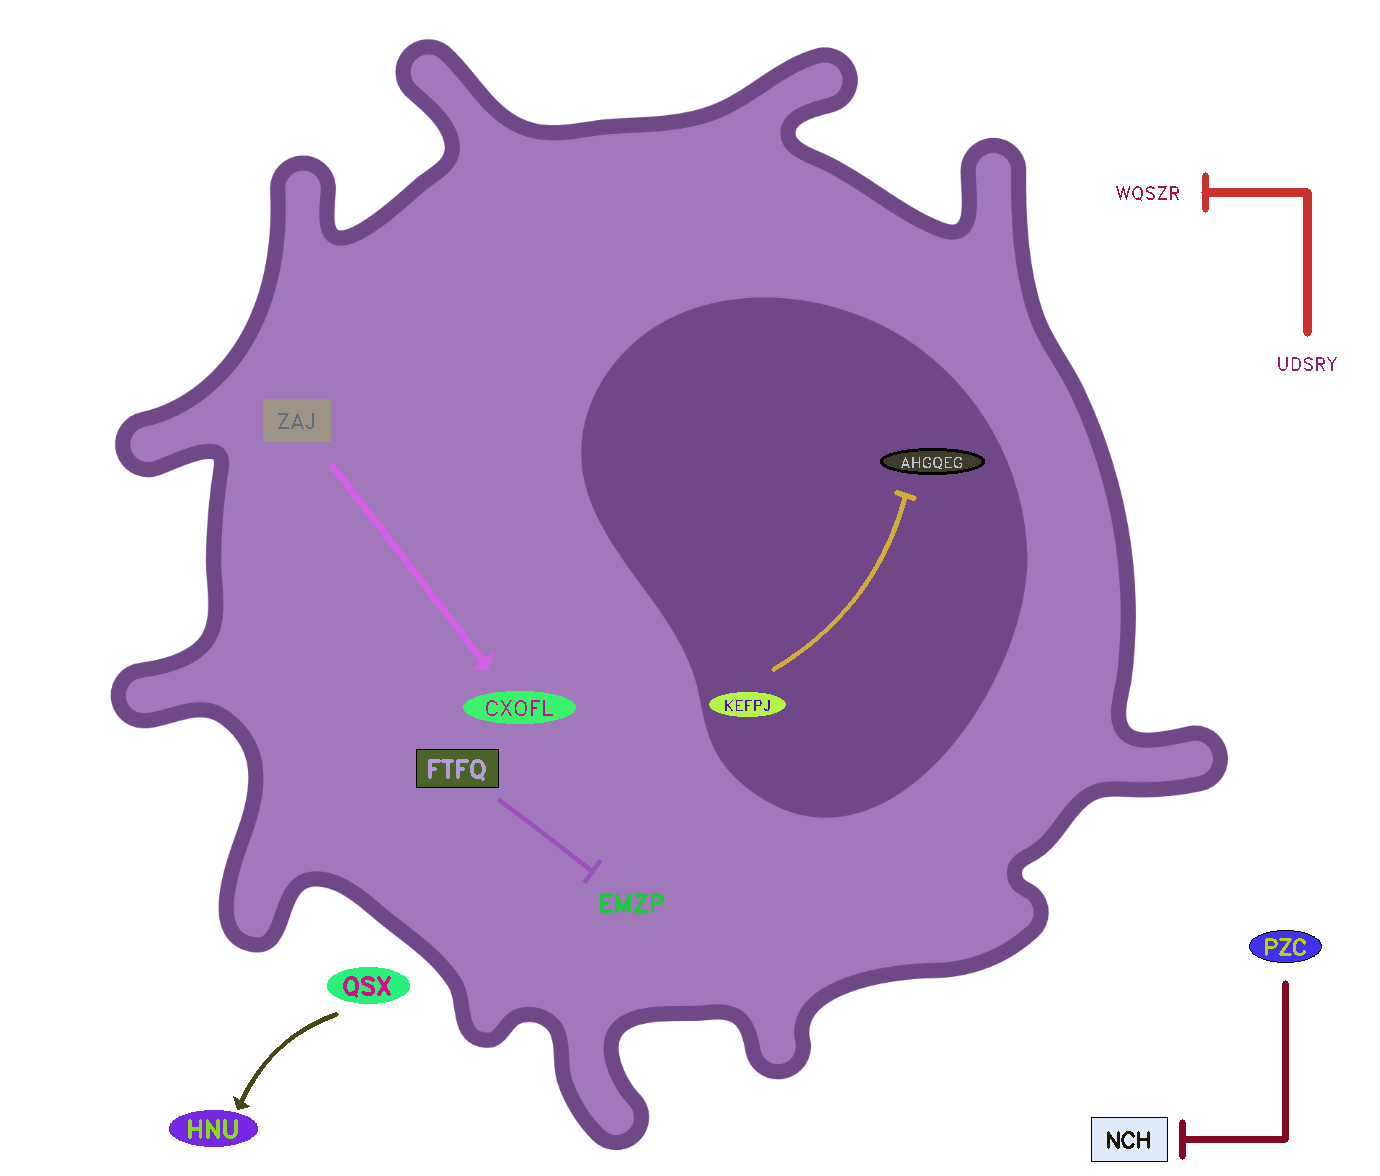 WQSZR
UDSRY
ZAJ
AHGQEG
CXOFL
KEFPJ
FTFQ
EMZP
PZC
QSX
HNU
NCH